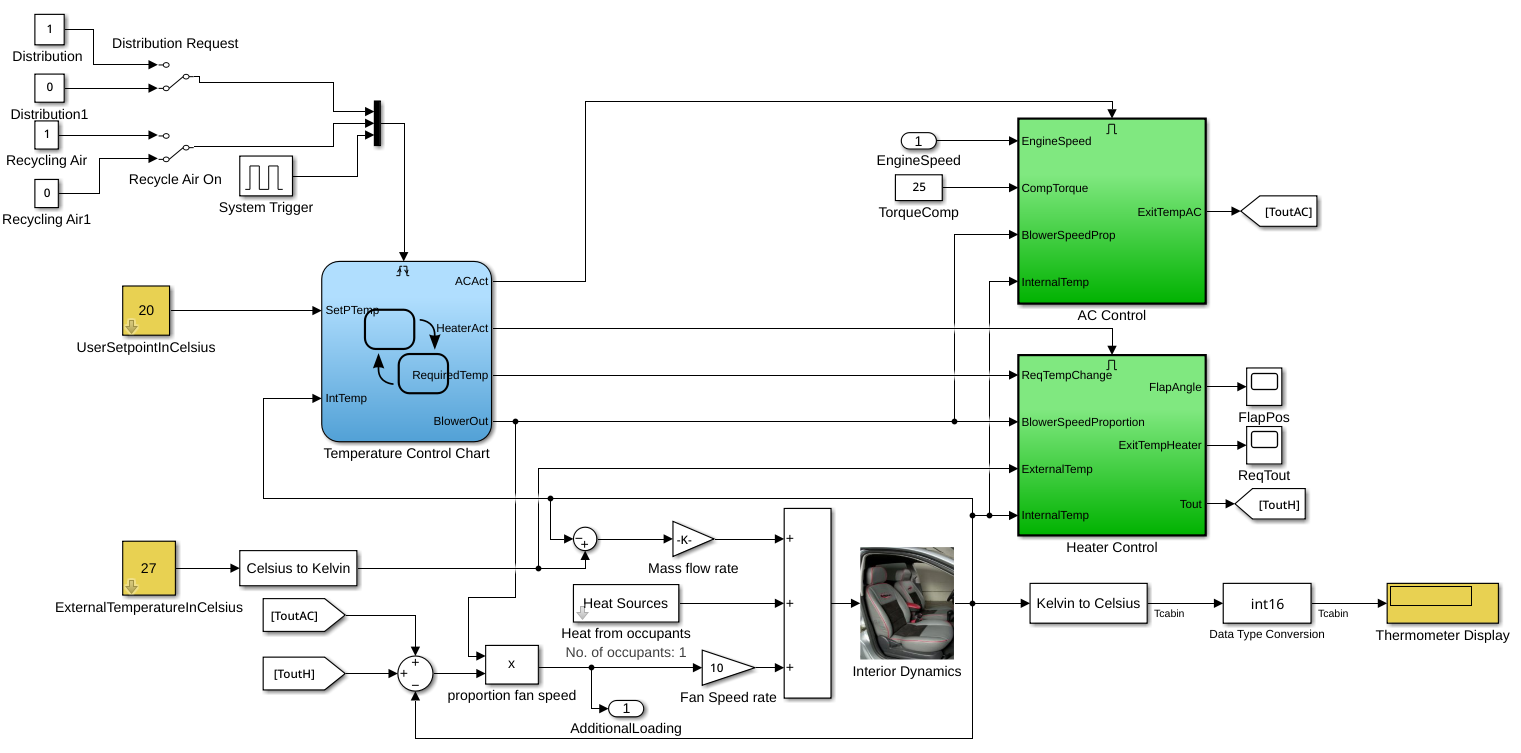 1
Distribution
Distribution Request
0
Distribution1
1
Recycling Air
0
Recycling Air1
Recycle Air On
System Trigger
20
UserSetpointInCelsius
SetPTemp
IntTemp
ACAct
HeaterAct
RequiredTemp
BlowerOut
Temperature Control Chart
1
EngineSpeed
25
TorqueComp
EngineSpeed
CompTorque
BlowerSpeedProp
InternalTemp
ExitTempAC
AC Control
[ToutAC]
ReqTempChange
BlowerSpeedProportion
ExternalTemp
InternalTemp
FlapAngle
ExitTempHeater
Tout
Heater Control
FlapPos
ReqTout
[ToutH]
27
ExternalTemperatureInCelsius
Celsius to Kelvin
−
+
-K-
Mass flow rate
Heat Sources
Heat from occupants
No. of occupants: 1
[ToutAC]
[ToutH]
+
+
−
x
proportion fan speed
1
AdditionalLoading
10
Fan Speed rate
+
+
+
Interior Dynamics
Kelvin to Celsius
Tcabin
int16
Data Type Conversion
Tcabin
Thermometer Display